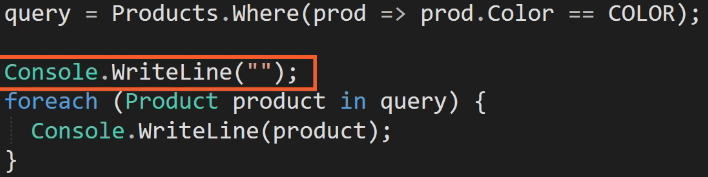 query = Products.Where(prod => prod.Color == COLOR);
Console.WriteLine("");
foreach (Product product in query) {
Console.WriteLine(product);
}